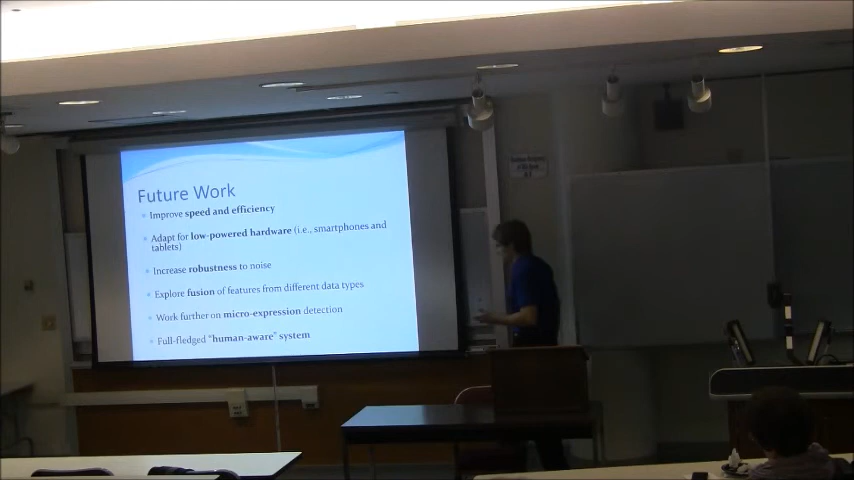 Future Work
Improve speed and efficiency
Adapt for low-powered hardware (i.e., smartphones and
tablets)
Increase robustness to noise
Explore fusion of features from different data types
Work further on micro-expression detection
Full-fledged "human-aware" system